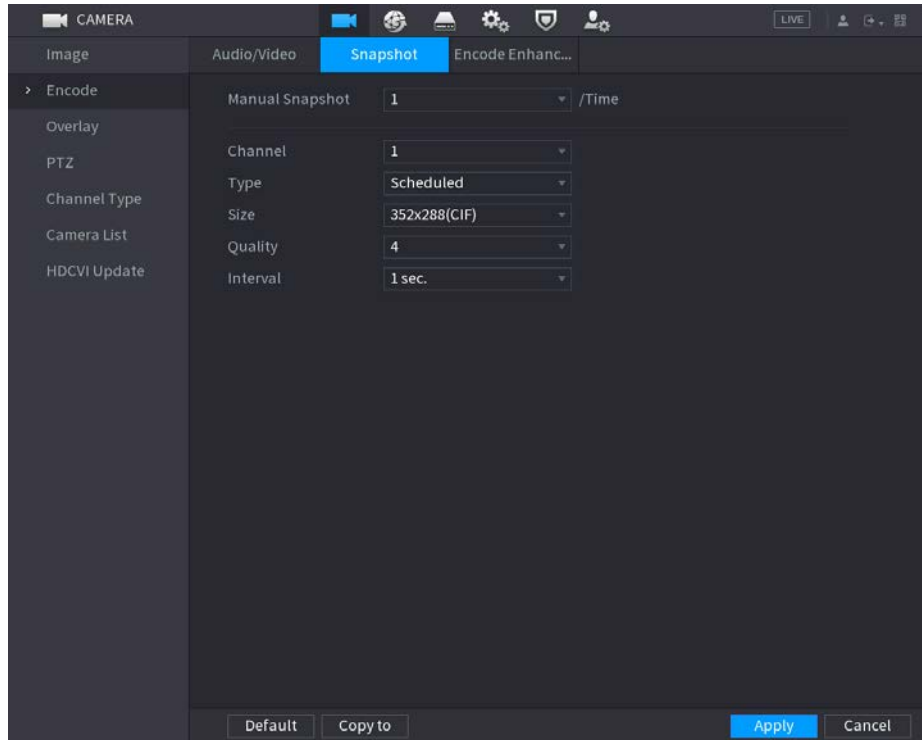 CAMERA
LIVE
Image
Encode
Overlay
PTZ
Channel Type
Camera List
HDCVI Update
Audio/Video
Snapshot
Encode Enhanc...
Manual Snapshot 1 /Time
Channel 1
Type Scheduled
Size 352x288(CIF)
Quality 4
Interval 1 sec.
Default
Copy to
Apply
Cancel